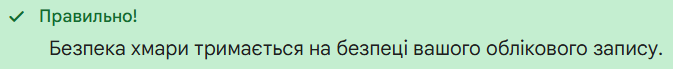 Правильно!
Безпека хмари тримається на безпеці вашого облікового запису.